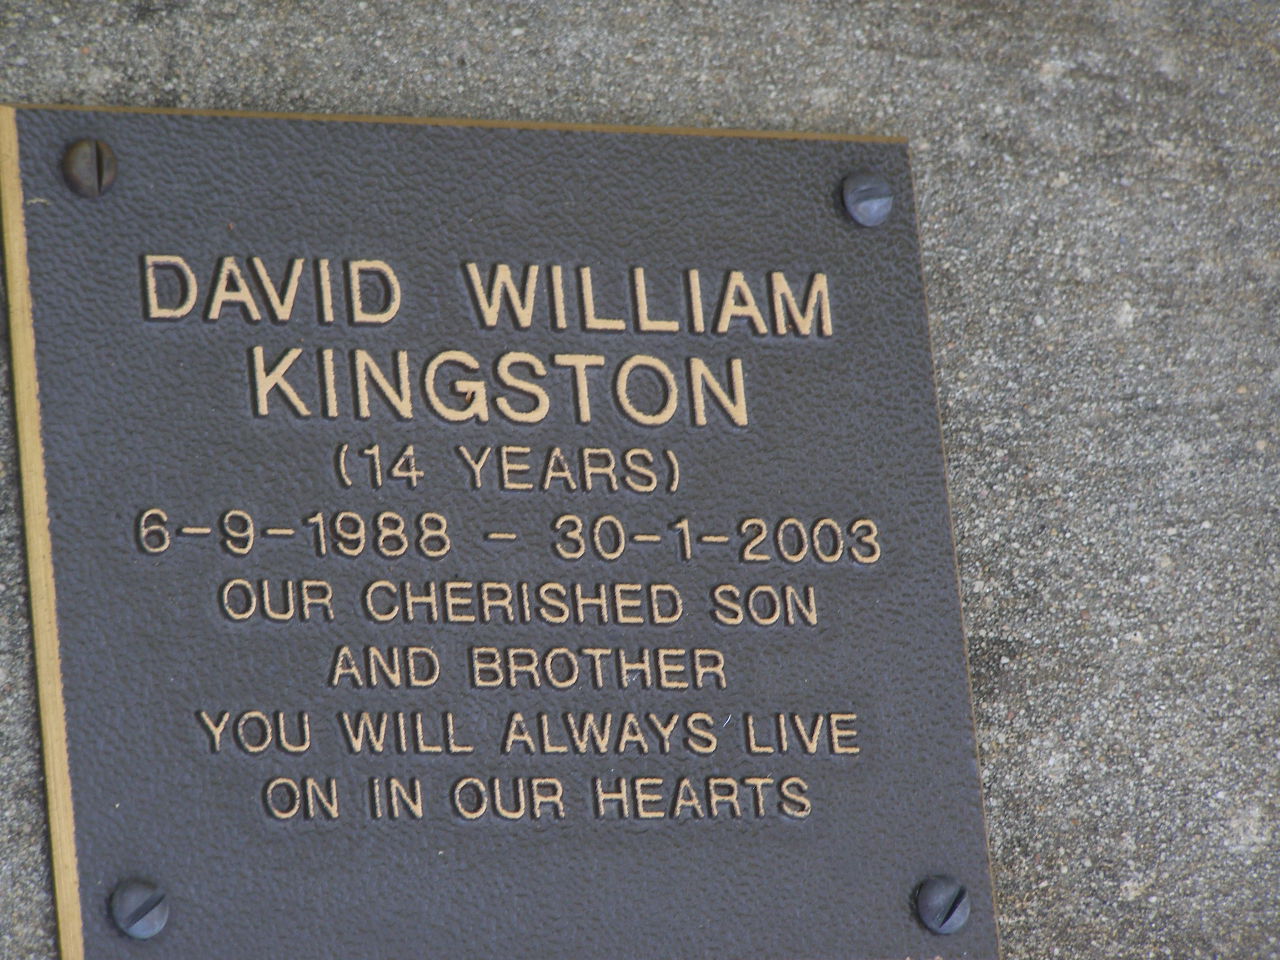 DAVID WILLIAM
KINGSTON
(14 YEARS)
6-9-1988 - 30-1-2003
OUR CHERISHED SON
AND BROTHER
YOU WILL ALWAYS LIVE
ON IN OUR HEARTS